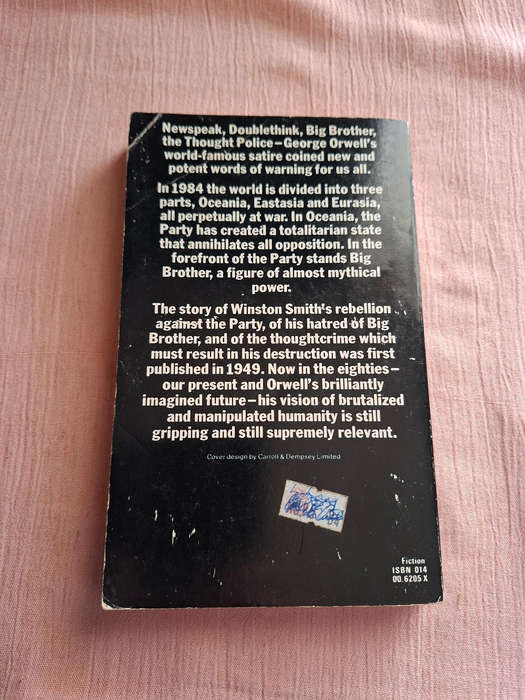 Newspeak, Doublethink, Big Brother,
the Thought Police—George Orwell's
world-famous satire coined new and
potent words of warning for us all.
In 1984 the world is divided into three
parts, Oceania, Eastasia and Eurasia,
all perpetually at war. In Oceania, the
Party has created a totalitarian state
that annihilates all opposition. In the
forefront of the Party stands Big
Brother, a figure of almost mythical
power.
The story of Winston Smith's rebellion
against the Party, of his hatred of Big
Brother, and of the thoughtcrime which
must result in his destruction was first
published in 1949. Now in the eighties—
our present and Orwell's brilliantly
imagined future—his vision of brutalized
and manipulated humanity is still
gripping and still supremely relevant.
Cover design by Carroll & Dempsey Limited
Fiction
ISBN 014
00.6205 X